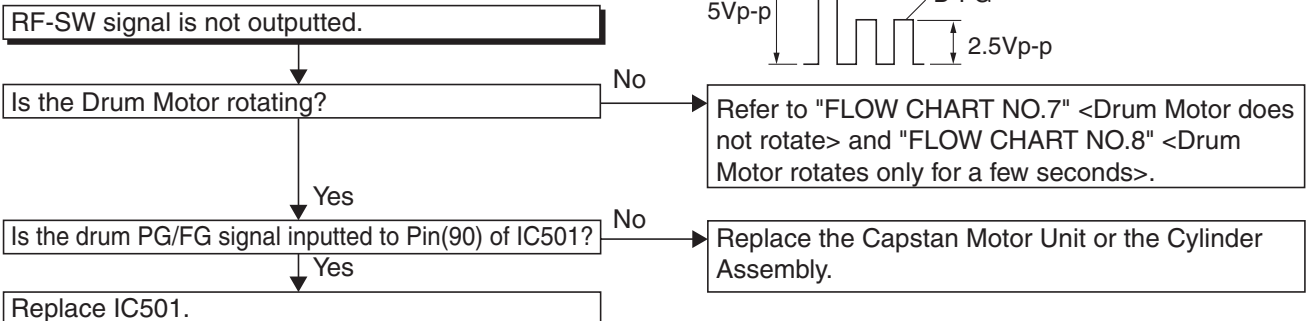 RF-SW signal is not outputted.
5Vp-p
2.5Vp-p
Is the Drum Motor rotating?
No
Refer to "FLOW CHART NO.7" <Drum Motor does
not rotate> and "FLOW CHART NO.8" <Drum
Motor rotates only for a few seconds>.
Yes
Is the drum PG/FG signal inputted to Pin(90) of IC501?
No
Replace the Capstan Motor Unit or the Cylinder
Assembly.
Yes
Replace IC501.